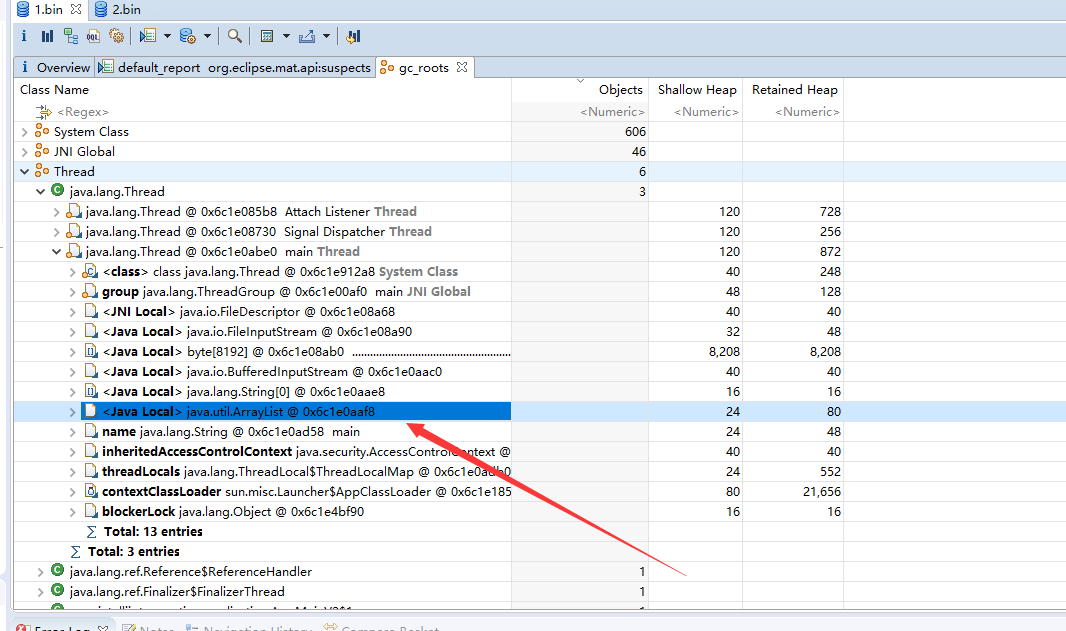 1.bin 2.bin
Overview default_report org.eclipse.mat.api:suspects gc_roots
Class Name Objects Shallow Heap Retained Heap
<Regex> <Numeric> <Numeric> <Numeric>
System Class 606
JNI Global 46
Thread 6
java.lang.Thread 3
java.lang.Thread @ 0x6c1e085b8 Attach Listener Thread 120 728
java.lang.Thread @ 0x6c1e08730 Signal Dispatcher Thread 120 256
java.lang.Thread @ 0x6c1e0abe0 main Thread 120 872
<class> class java.lang.Thread @ 0x6c1e912a8 System Class 40 248
group java.lang.ThreadGroup @ 0x6c1e00af0 main JNI Global 48 128
<JNI Local> java.io.FileDescriptor @ 0x6c1e08a68 40 40
<Java Local> java.io.FileInputStream @ 0x6c1e08a90 32 48
<Java Local> byte[8192] @ 0x6c1e08ab0 ..................................................... 8,208 8,208
<Java Local> java.io.BufferedInputStream @ 0x6c1e0aac0 40 40
<Java Local> java.lang.String[0] @ 0x6c1e0aae8 16 16
<Java Local> java.util.ArrayList @ 0x6c1e0aaf8 24 80
name java.lang.String @ 0x6c1e0ad58 main 24 48
inheritedAccessControlContext java.security.AccessControlContext @ 40 40
threadLocals java.lang.ThreadLocal$ThreadLocalMap @ 0x6c1e0adb0 24 552
contextClassLoader sun.misc.Launcher$AppClassLoader @ 0x6c1e185 80 21,656
blockerLock java.lang.Object @ 0x6c1e4bf90 16 16
Total: 13 entries
Total: 3 entries
java.lang.ref.Reference$ReferenceHandler 1
java.lang.ref.Finalizer$FinalizerThread 1
Error Log Notes Navigation History Compare Basket